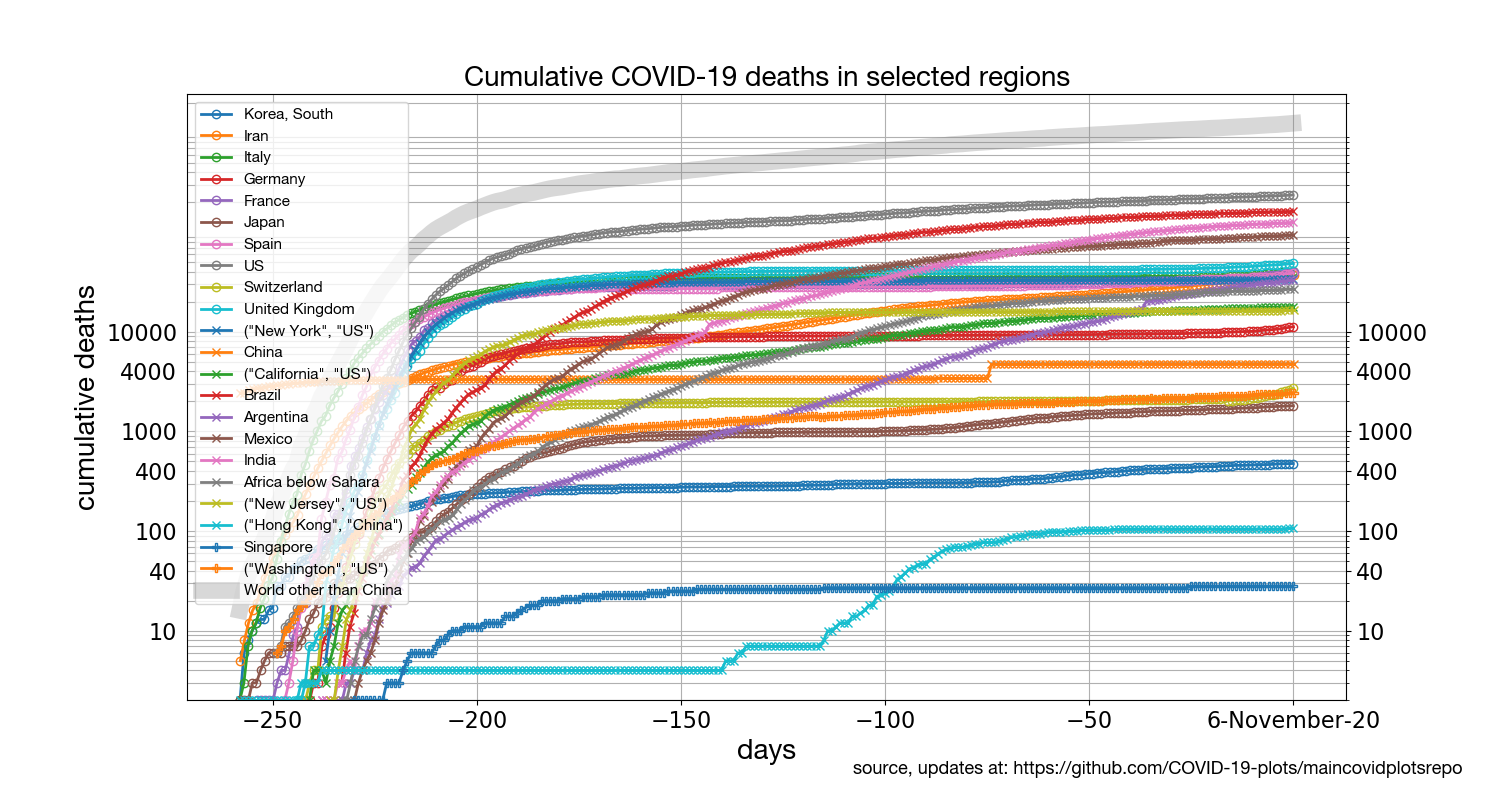 Cumulative COVID-19 deaths in selected regions
Korea, South
Iran
Italy
Germany
France
Japan
Spain
US
Switzerland
United Kingdom
("New York", "US")
China
("California", "US")
Brazil
Argentina
Mexico
India
Africa below Sahara
("New Jersey", "US")
("Hong Kong", "China")
Singapore
("Washington", "US")
World other than China
cumulative deaths
10000
4000
1000
400
100
40
10
10000
4000
1000
400
100
40
10
−250
−200
−150
−100
−50
6-November-20
days
source, updates at: https://github.com/COVID-19-plots/maincovidplotsrepo